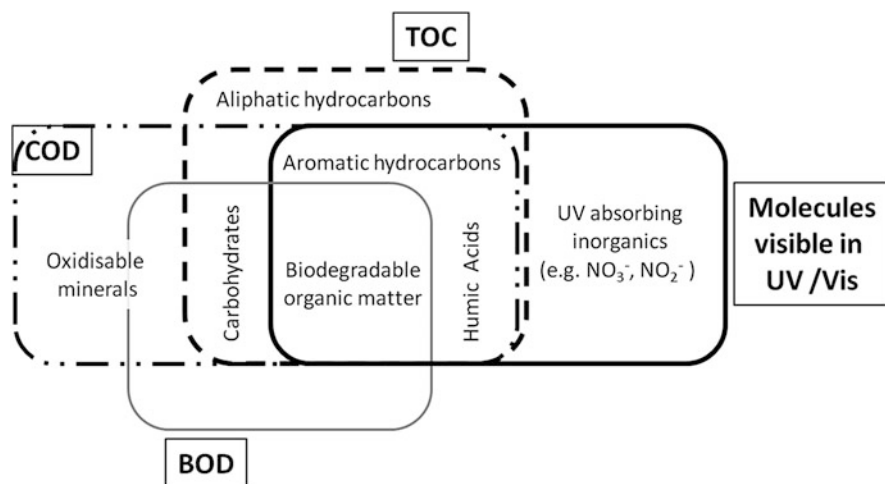 TOC
Aliphatic hydrocarbons
COD
Aromatic hydrocarbons
Oxidisable
minerals
Carbohydrates
Biodegradable
organic matter
Humic Acids
UV absorbing
inorganics
(e.g. NO₃⁻, NO₂⁻ )
Molecules
visible in
UV /Vis
BOD